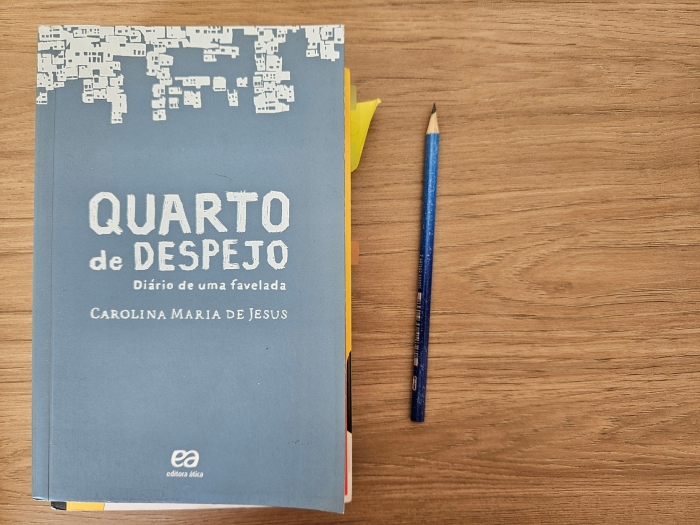 QUARTO
de DESPEJO
Diário de uma favelada
CAROLINA MARIA DE JESUS
ea
editora ática